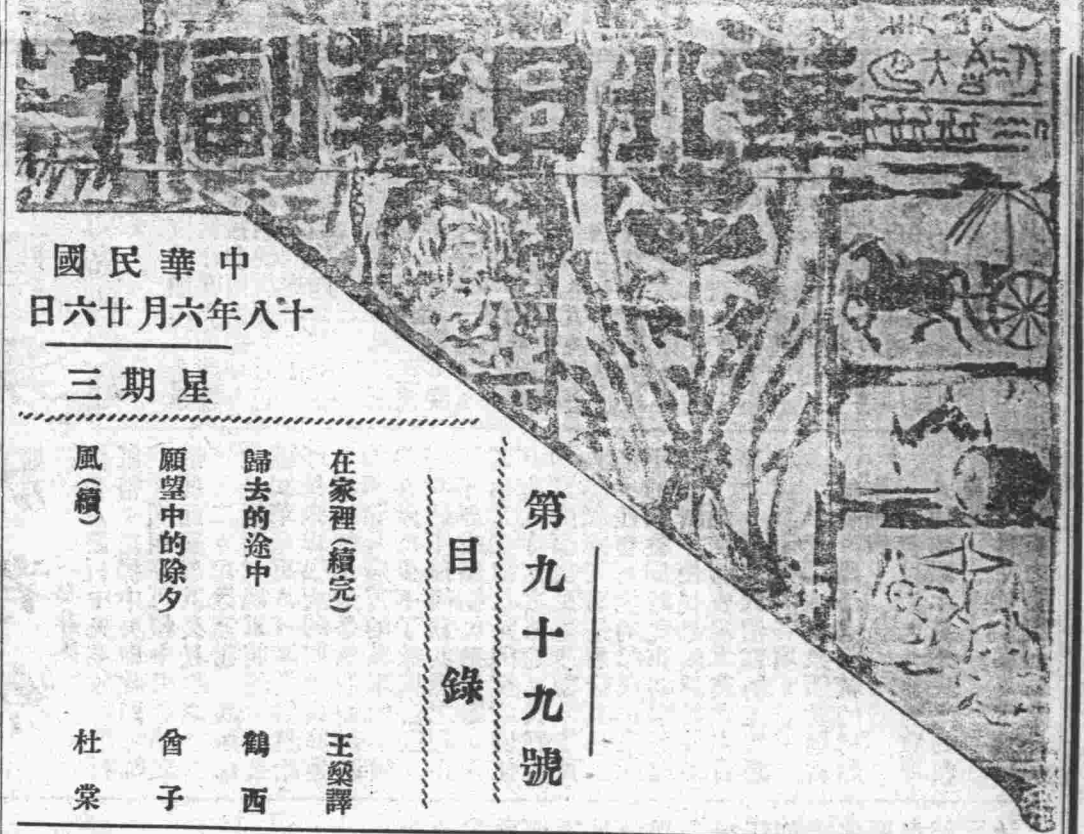 華北日報副刊
中華民國
十八年六月廿六日
星期三
第九十九號
目錄
在家裡(續完) 王藥譯
歸去的途中 鶴西
願望中的除夕 子
風(續) 杜棠